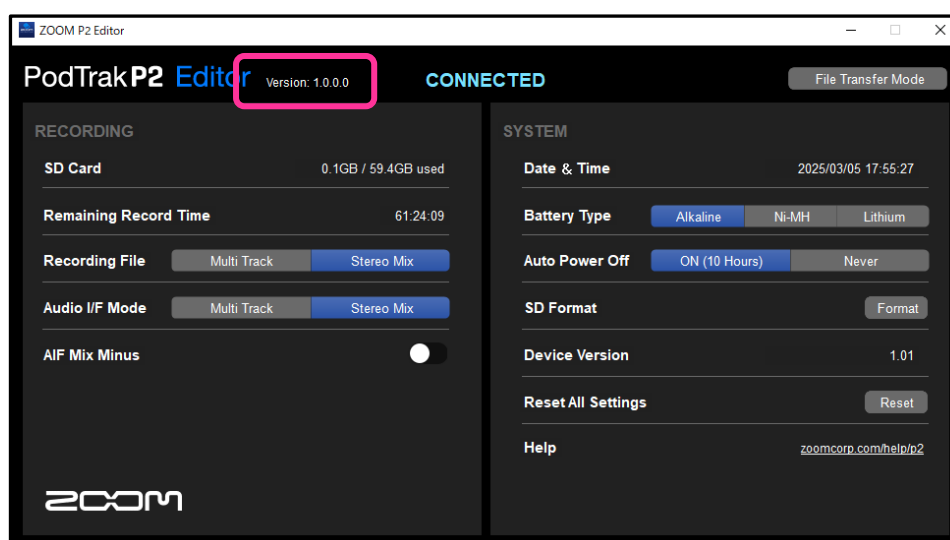 ZOOM P2 Editor
PodTrak P2 Editor Version: 1.0.0.0 CONNECTED File Transfer Mode
RECORDING
SD Card 0.1GB / 59.4GB used
Remaining Record Time 61:24:09
Recording File Multi Track Stereo Mix
Audio I/F Mode Multi Track Stereo Mix
AIF Mix Minus
ZOOM
SYSTEM
Date & Time 2025/03/05 17:55:27
Battery Type Alkaline Ni-MH Lithium
Auto Power Off ON (10 Hours) Never
SD Format Format
Device Version 1.01
Reset All Settings Reset
Help zoomcorp.com/help/p2